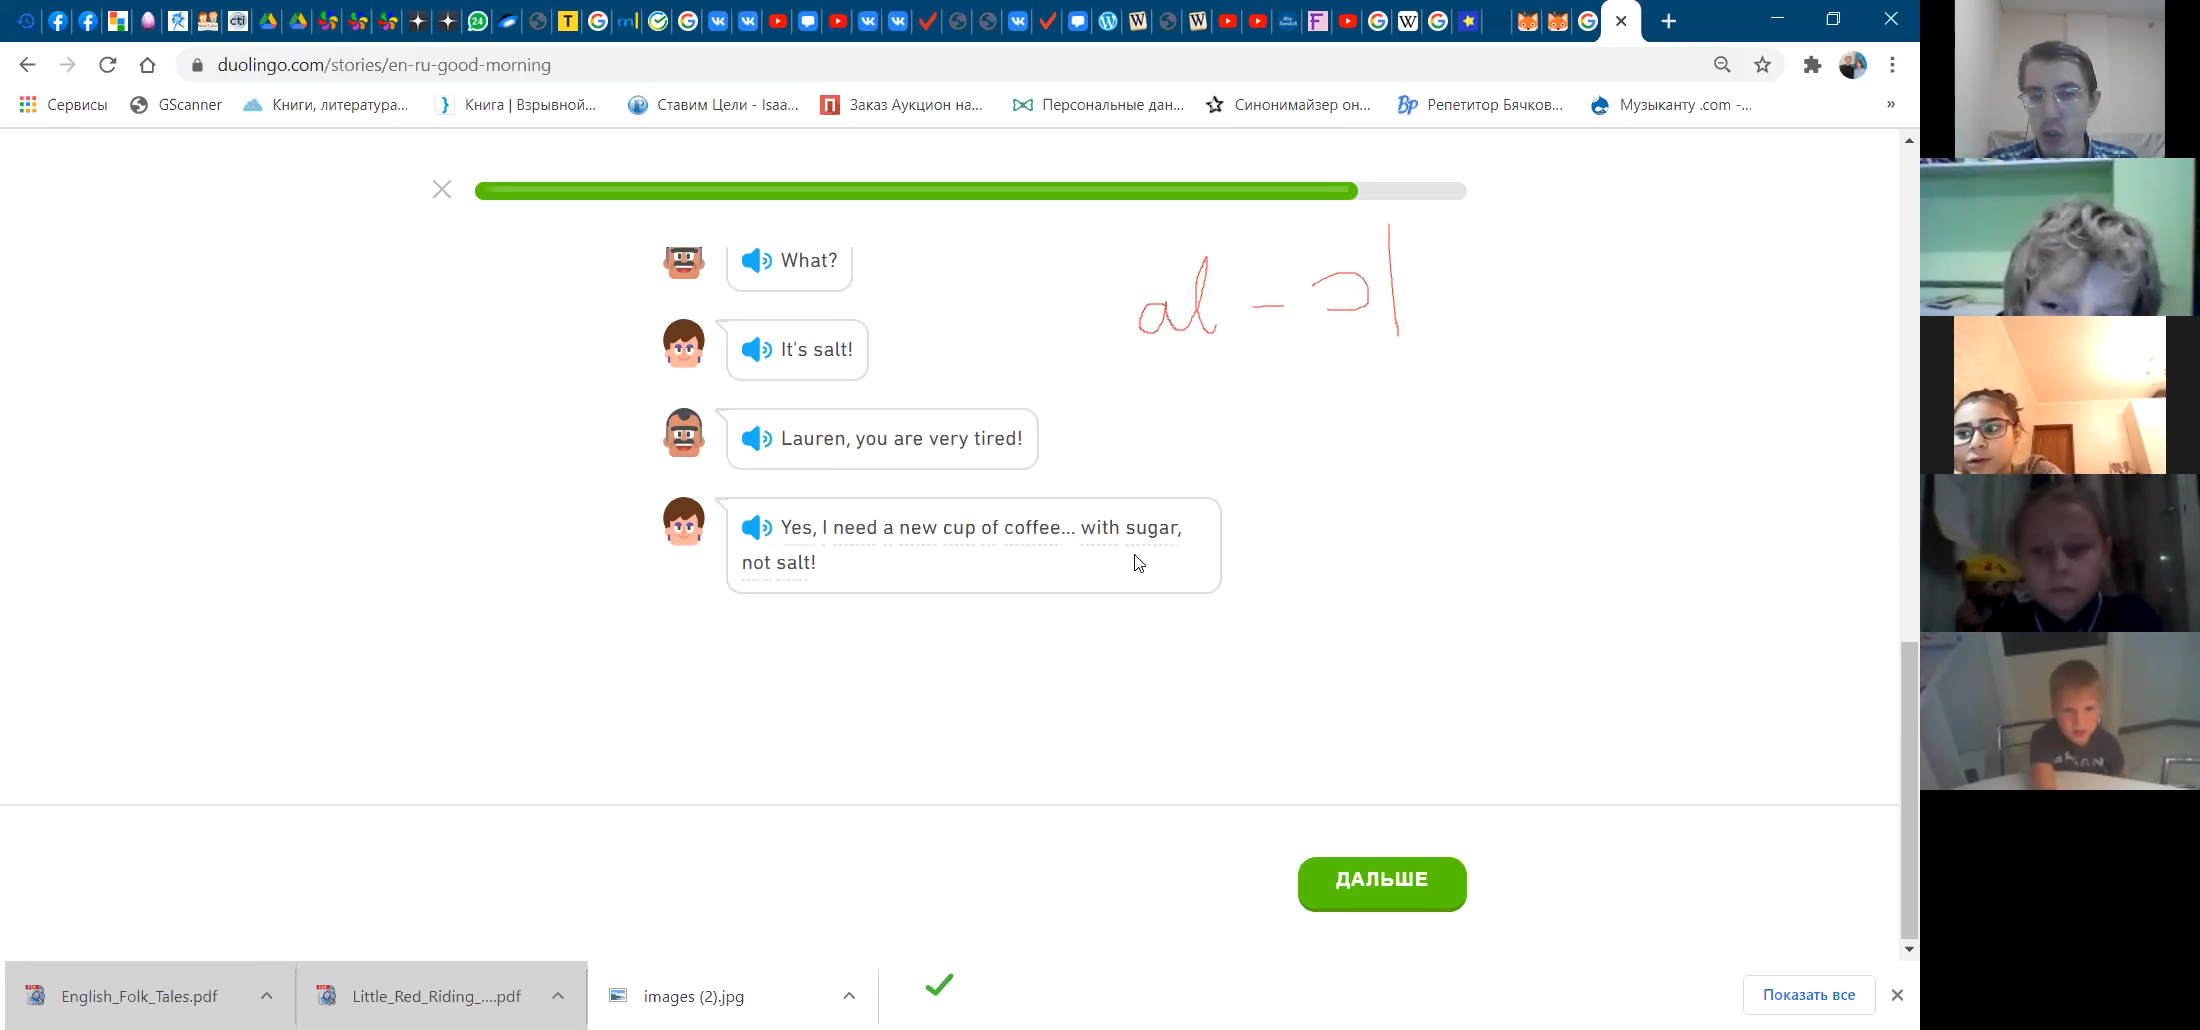 24
T
G
ml
G
W
W
F
G
W
G
G
duolingo.com/stories/en-ru-good-morning
Сервисы
GScanner
Книги, литература...
Книга | Взрывной...
Ставим Цели - Isaa...
Заказ Аукцион на...
Персональные дан...
Синонимайзер он...
Bp Репетитор Бячков...
Музыканту .com -...
»
What?
al - ɔl
It's salt!
Lauren, you are very tired!
Yes, I need a new cup of coffee... with sugar,
not salt!
ДАЛЬШЕ
English_Folk_Tales.pdf
Little_Red_Riding_....pdf
images (2).jpg
Показать все